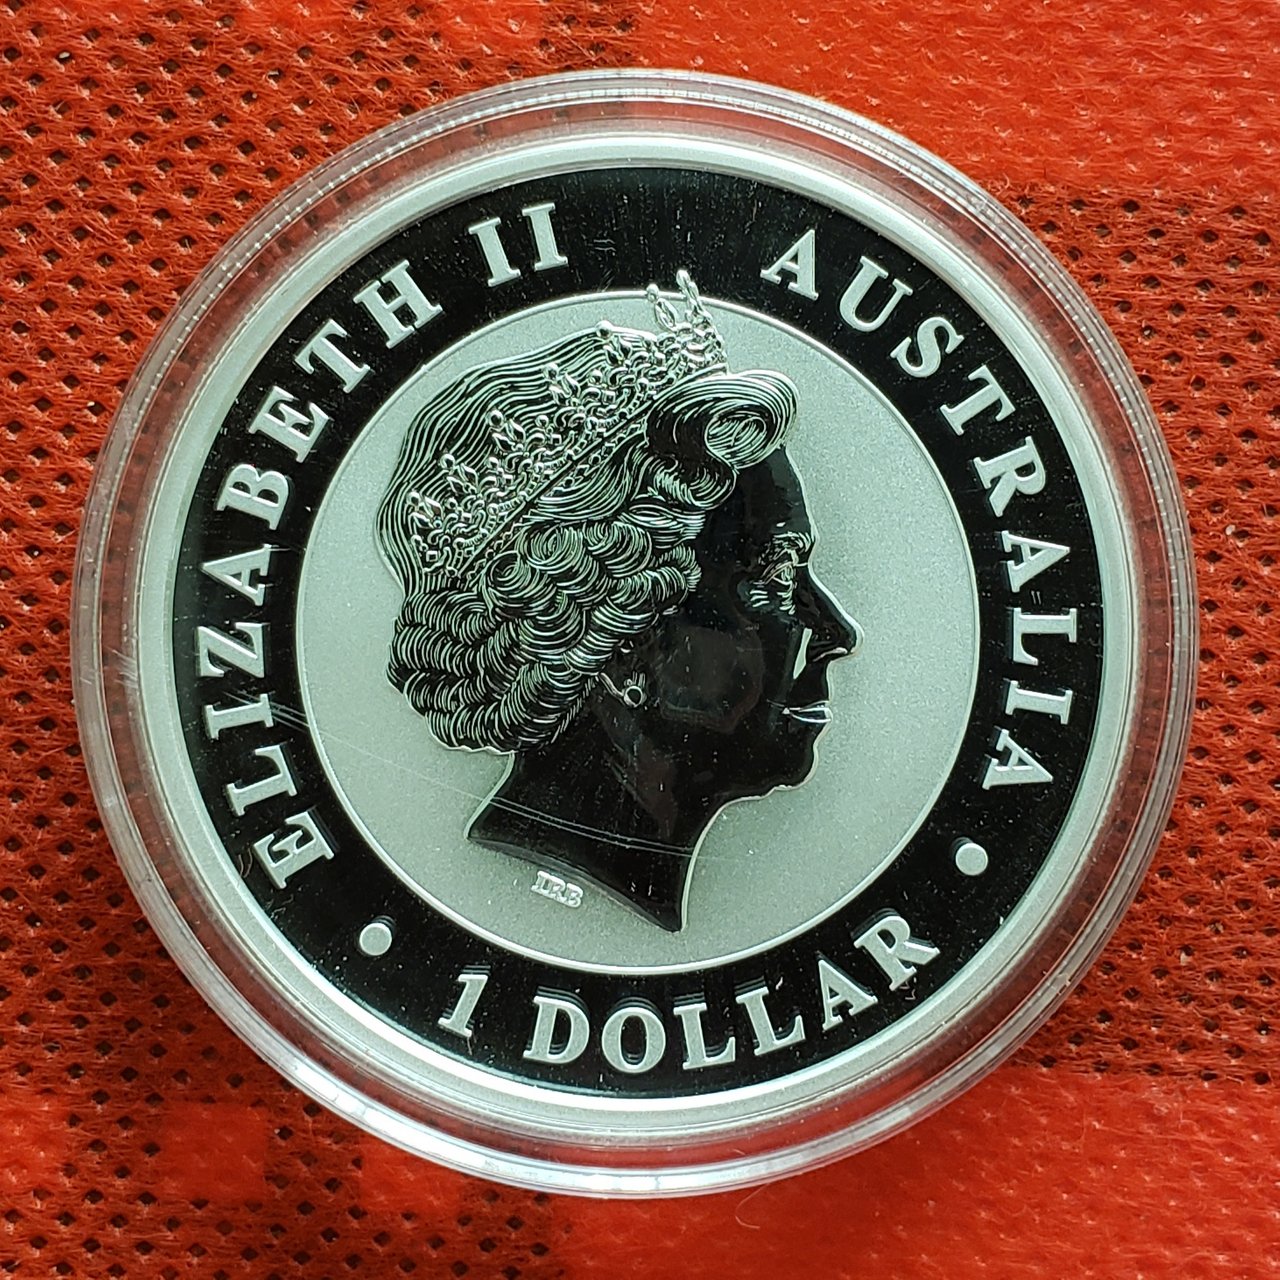 ELIZABETH II AUSTRALIA
• 1 DOLLAR •
IRB